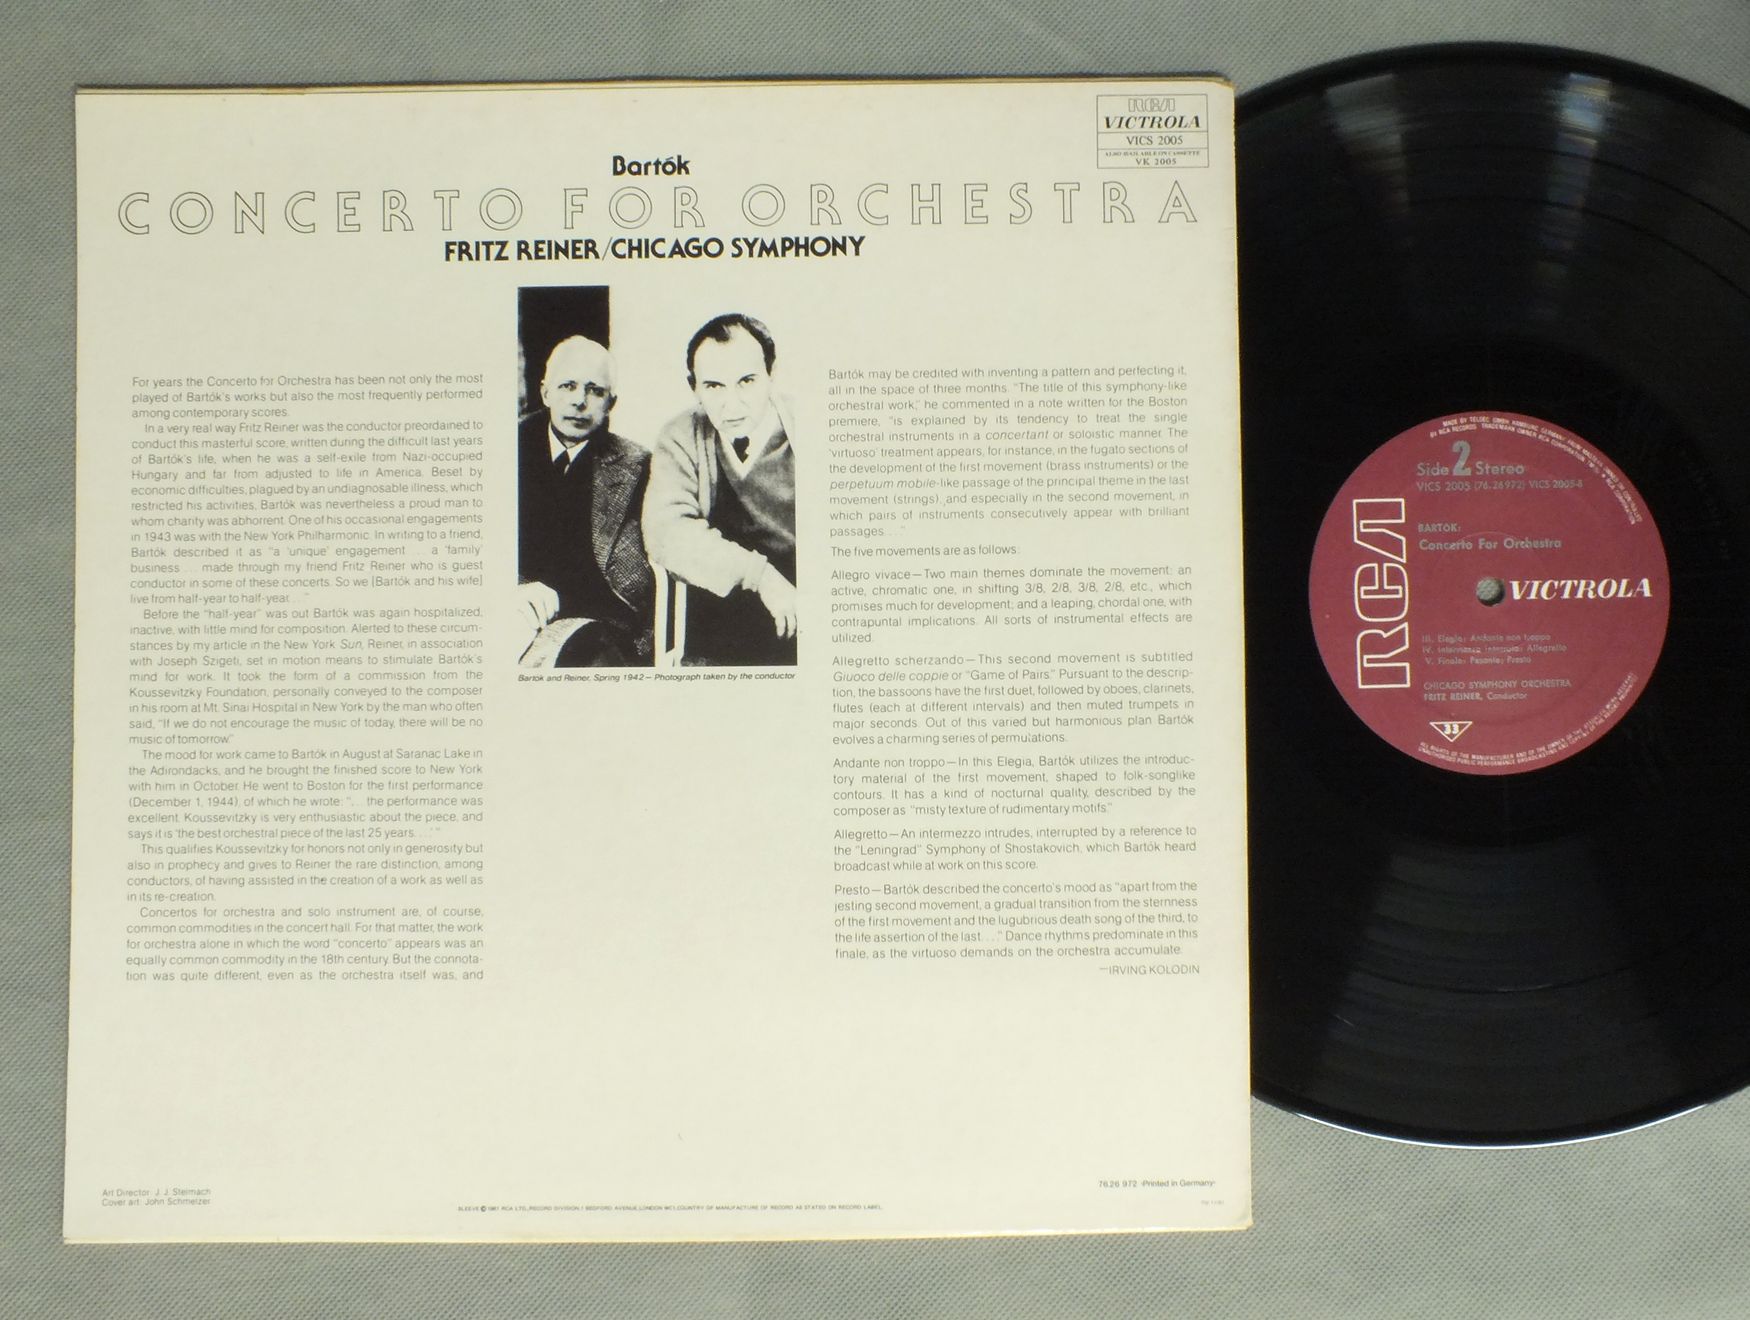 RCA
VICTROLA
VICS 2005
ALSO AVAILABLE ON CASSETTE
VK 2005
Bartók
CONCERTO FOR ORCHESTRA
FRITZ REINER/CHICAGO SYMPHONY
For years the Concerto for Orchestra has been not only the most
played of Bartók's works but also the most frequently performed
among contemporary scores.
In a very real way Fritz Reiner was the conductor preordained to
conduct this masterful score, written during the difficult last years
of Bartók's life, when he was a self-exile from Nazi-occupied
Hungary and far from adjusted to life in America. Beset by
economic difficulties, plagued by an undiagnosable illness, which
restricted his activities, Bartók was nevertheless a proud man to
whom charity was abhorrent. One of his occasional engagements
in 1943 was with the New York Philharmonic. In writing to a friend,
Bartók described it as "a 'unique' engagement ... a 'family'
business ... made through my friend Fritz Reiner who is guest
conductor in some of these concerts. So we [Bartók and his wife]
live from half-year to half-year ..."
Before the "half-year" was out Bartók was again hospitalized,
inactive, with little mind for composition. Alerted to these circum-
stances by my article in the New York Sun, Reiner, in association
with Joseph Szigeti, set in motion means to stimulate Bartók's
mind for work. It took the form of a commission from the
Koussevitzky Foundation, personally conveyed to the composer
in his room at Mt. Sinai Hospital in New York by the man who often
said, "If we do not encourage the music of today, there will be no
music of tomorrow."
The mood for work came to Bartók in August at Saranac Lake in
the Adirondacks, and he brought the finished score to New York
with him in October. He went to Boston for the first performance
(December 1, 1944), of which he wrote: "... the performance was
excellent. Koussevitzky is very enthusiastic about the piece, and
says it is 'the best orchestral piece of the last 25 years ...'"
This qualifies Koussevitzky for honors not only in generosity but
also in prophecy and gives to Reiner the rare distinction, among
conductors, of having assisted in the creation of a work as well as
in its re-creation.
Concertos for orchestra and solo instrument are, of course,
common commodities in the concert hall. For that matter, the work
for orchestra alone in which the word "concerto" appears was an
equally common commodity in the 18th century. But the connota-
tion was quite different, even as the orchestra itself was, and
Bartók and Reiner, Spring 1942—Photograph taken by the conductor
Bartók may be credited with inventing a pattern and perfecting it,
all in the space of three months. "The title of this symphony-like
orchestral work," he commented in a note written for the Boston
premiere, "is explained by its tendency to treat the single
orchestral instruments in a concertant or soloistic manner. The
'virtuoso' treatment appears, for instance, in the fugato sections of
the development of the first movement (brass instruments) or the
perpetuum mobile-like passage of the principal theme in the last
movement (strings), and especially in the second movement, in
which pairs of instruments consecutively appear with brilliant
passages ..."
The five movements are as follows:
Allegro vivace—Two main themes dominate the movement: an
active, chromatic one, in shifting 3/8, 2/8, 3/8, 2/8, etc., which
promises much for development; and a leaping, chordal one, with
contrapuntal implications. All sorts of instrumental effects are
utilized.
Allegretto scherzando—This second movement is subtitled
Giuoco delle coppie or "Game of Pairs." Pursuant to the descrip-
tion, the bassoons have the first duet, followed by oboes, clarinets,
flutes (each at different intervals) and then muted trumpets in
major seconds. Out of this varied but harmonious plan Bartók
evolves a charming series of permutations.
Andante non troppo—In this Elegia, Bartók utilizes the introduc-
tory material of the first movement, shaped to folk-songlike
contours. It has a kind of nocturnal quality, described by the
composer as "misty texture of rudimentary motifs."
Allegretto—An intermezzo intrudes, interrupted by a reference to
the "Leningrad" Symphony of Shostakovich, which Bartók heard
broadcast while at work on this score.
Presto—Bartók described the concerto's mood as "apart from the
jesting second movement, a gradual transition from the sternness
of the first movement and the lugubrious death song of the third, to
the life assertion of the last ..." Dance rhythms predominate in this
finale, as the virtuoso demands on the orchestra accumulate.
—IRVING KOLODIN
Art Director: J. J. Stelmach
Cover art: John Schmelzer
SLEEVE © 1981 RCA LTD., RECORD DIVISION, 1 BEDFORD AVENUE, LONDON WC1, COUNTRY OF MANUFACTURE OF RECORD AS STATED ON RECORD LABEL.
76.26 972 ·Printed in Germany·
Side 2 Stereo
VICS 2005 (76.26972) VICS 2005-B
BARTÓK:
Concerto For Orchestra
RCA
VICTROLA
III. Elegia: Andante non troppo
IV. Intermezzo interrotto: Allegretto
V. Finale: Pesante; Presto
CHICAGO SYMPHONY ORCHESTRA
FRITZ REINER, Conductor
33